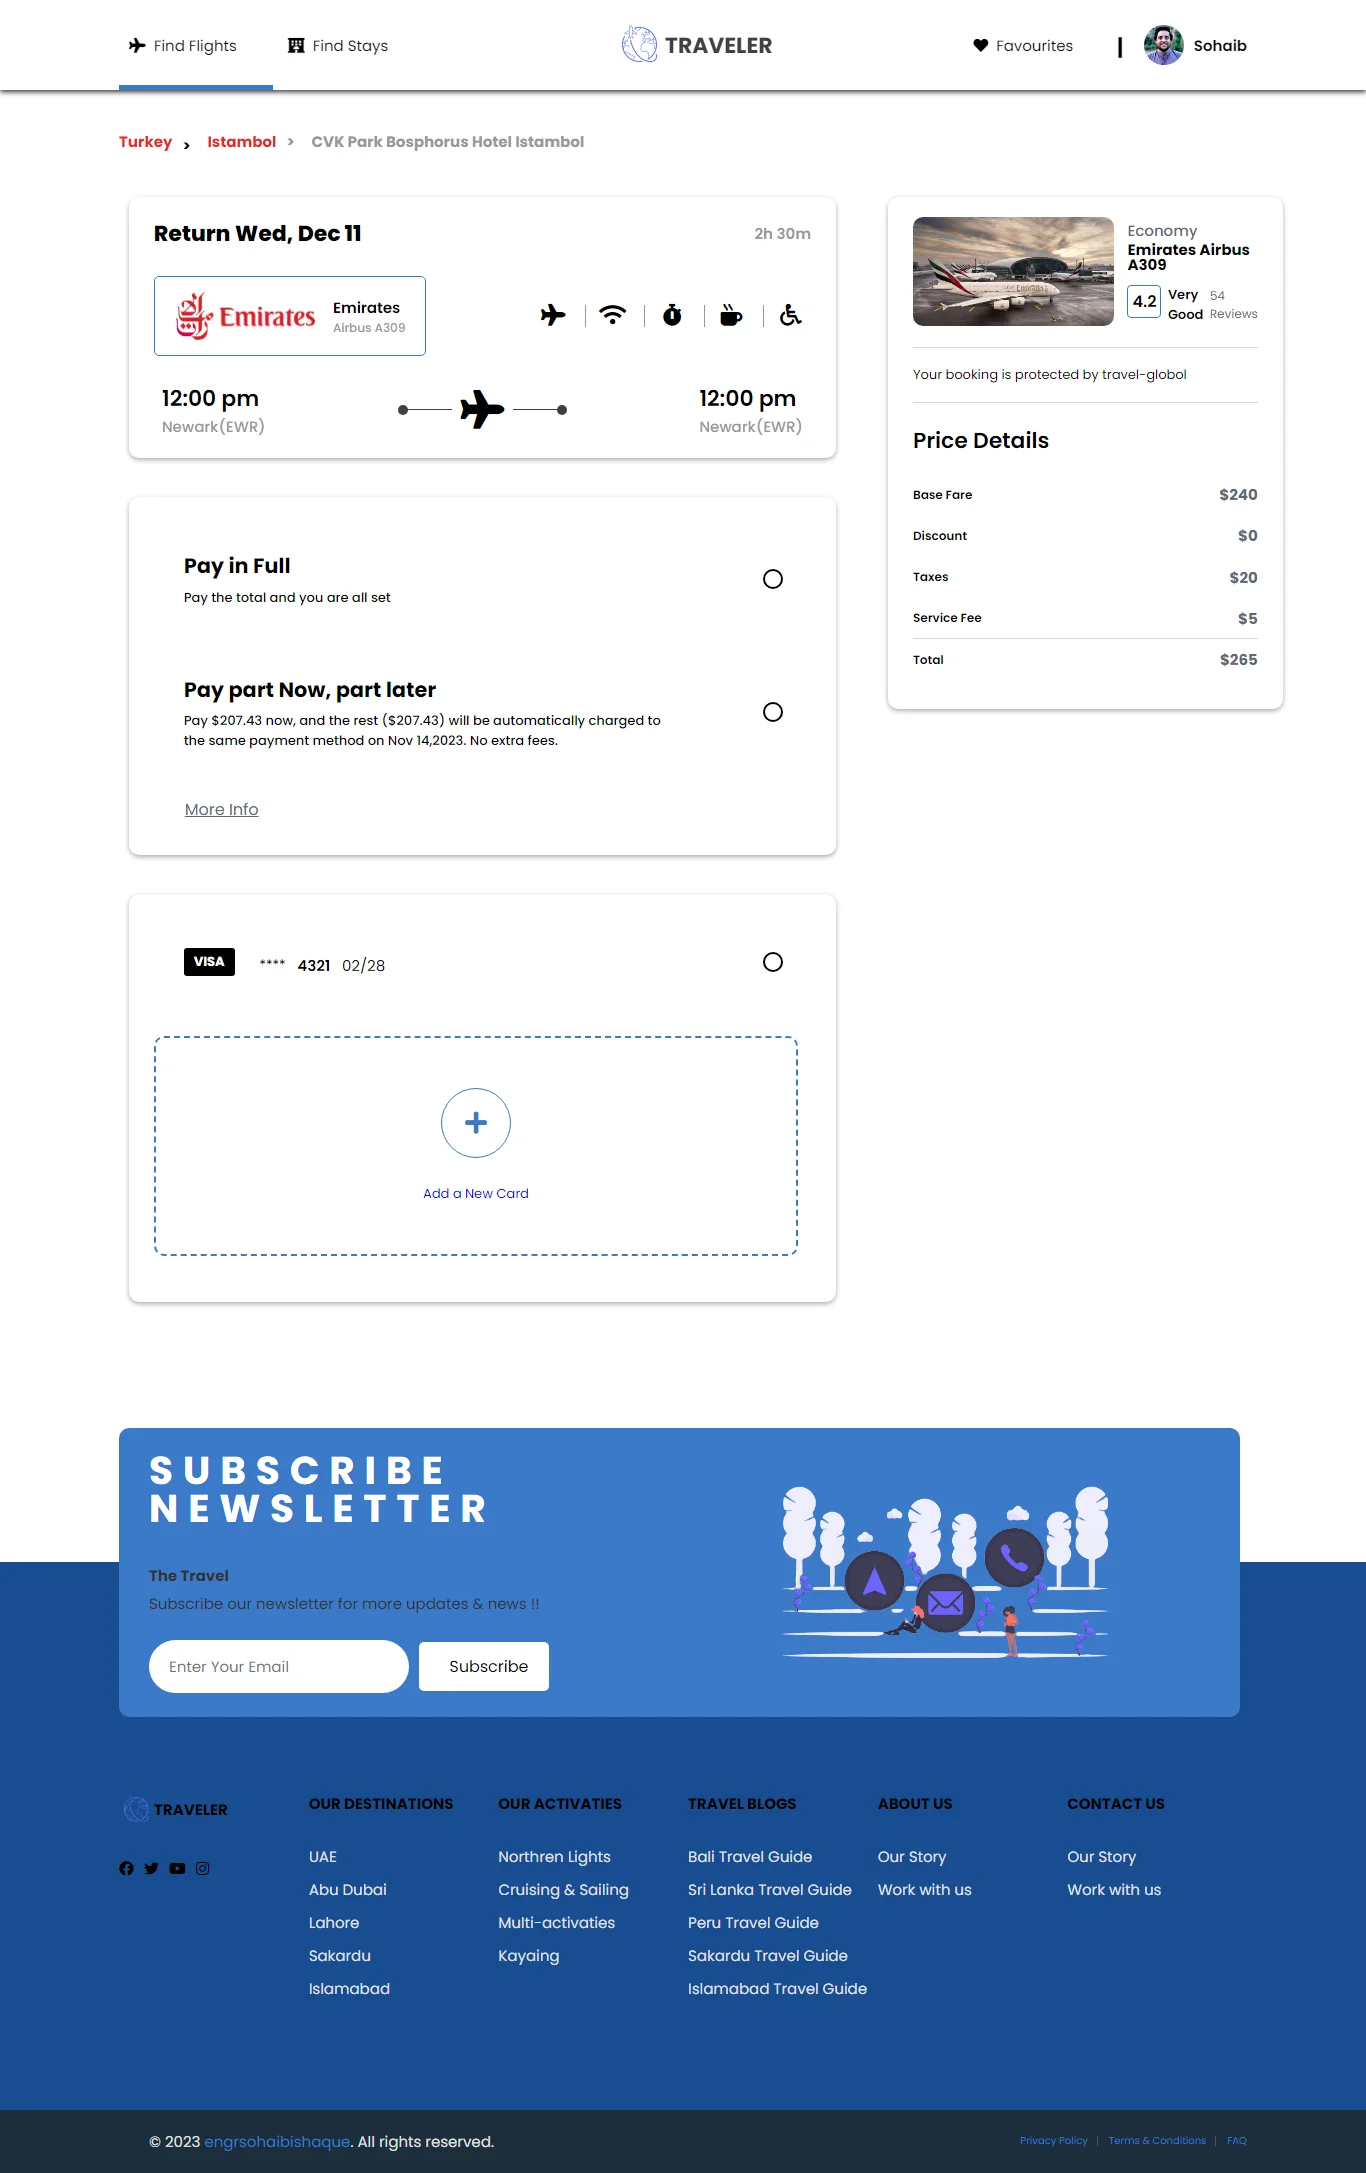 Find Flights
Find Stays
TRAVELER
Favourites
|
Sohaib
Turkey > Istambol > CVK Park Bosphorus Hotel Istambol
Return Wed, Dec 11
2h 30m
Emirates
Emirates
Airbus A309
12:00 pm
Newark(EWR)
12:00 pm
Newark(EWR)
Pay in Full
Pay the total and you are all set
Pay part Now, part later
Pay $207.43 now, and the rest ($207.43) will be automatically charged to
the same payment method on Nov 14,2023. No extra fees.
More Info
VISA **** 4321 02/28
Add a New Card
Economy
Emirates Airbus
A309
4.2
Very
Good
54
Reviews
Your booking is protected by travel-globol
Price Details
Base Fare $240
Discount $0
Taxes $20
Service Fee $5
Total $265
SUBSCRIBE
NEWSLETTER
The Travel
Subscribe our newsletter for more updates & news !!
Enter Your Email
Subscribe
TRAVELER
OUR DESTINATIONS
UAE
Abu Dubai
Lahore
Sakardu
Islamabad
OUR ACTIVATIES
Northren Lights
Cruising & Sailing
Multi-activaties
Kayaing
TRAVEL BLOGS
Bali Travel Guide
Sri Lanka Travel Guide
Peru Travel Guide
Sakardu Travel Guide
Islamabad Travel Guide
ABOUT US
Our Story
Work with us
CONTACT US
Our Story
Work with us
© 2023 engrsohaibishaque. All rights reserved.
Privacy Policy | Terms & Conditions | FAQ